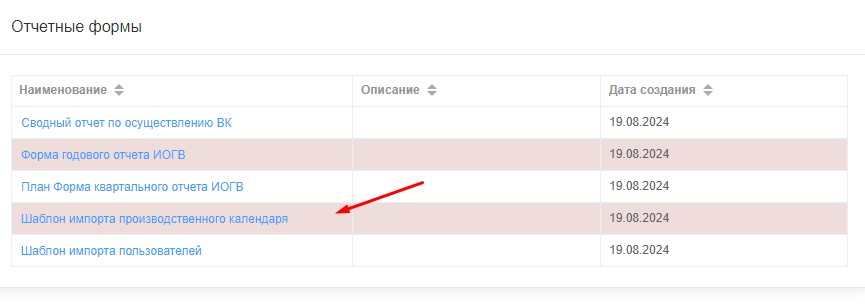 Отчетные формы
Наименование Описание Дата создания
Сводный отчет по осуществлению ВК 19.08.2024
Форма годового отчета ИОГВ 19.08.2024
План Форма квартального отчета ИОГВ 19.08.2024
Шаблон импорта производственного календаря 19.08.2024
Шаблон импорта пользователей 19.08.2024